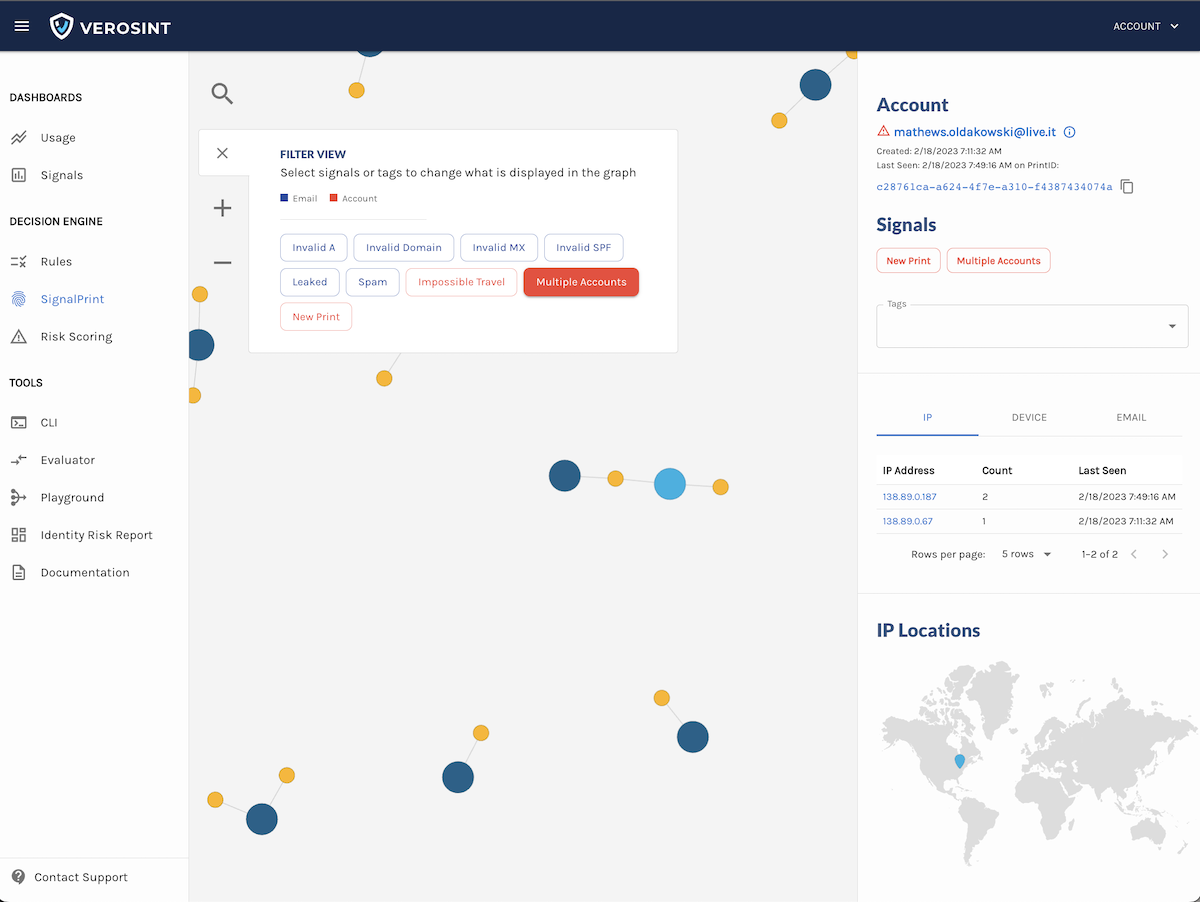 VEROSINT
ACCOUNT
DASHBOARDS
Usage
Signals
DECISION ENGINE
Rules
SignalPrint
Risk Scoring
TOOLS
CLI
Evaluator
Playground
Identity Risk Report
Documentation
Contact Support
FILTER VIEW
Select signals or tags to change what is displayed in the graph
Email Account
Invalid A Invalid Domain Invalid MX Invalid SPF
Leaked Spam Impossible Travel Multiple Accounts
New Print
Account
mathews.oldakowski@live.it
Created: 2/18/2023 7:11:32 AM
Last Seen: 2/18/2023 7:49:16 AM on PrintID:
c28761ca-a624-4f7e-a310-f4387434074a
Signals
New Print Multiple Accounts
Tags
IP DEVICE EMAIL
IP Address Count Last Seen
138.89.0.187 2 2/18/2023 7:49:16 AM
138.89.0.67 1 2/18/2023 7:11:32 AM
Rows per page: 5 rows 1-2 of 2
IP Locations